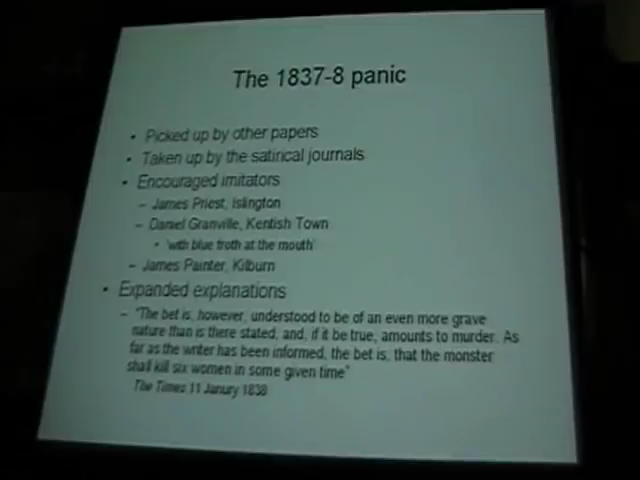 The 1837-8 panic
• Picked up by other papers
• Taken up by the satirical journals
• Encouraged imitators
– James Priest, Islington
– Daniel Granville, Kentish Town
• 'with blue froth at the mouth'
– James Painter, Kilburn
• Expanded explanations
– "The bet is, however, understood to be of an even more grave
nature than is there stated, and, if it be true, amounts to murder. As
far as the writer has been informed, the bet is, that the monster
shall kill six women in some given time"
The Times 11 Janury 1838